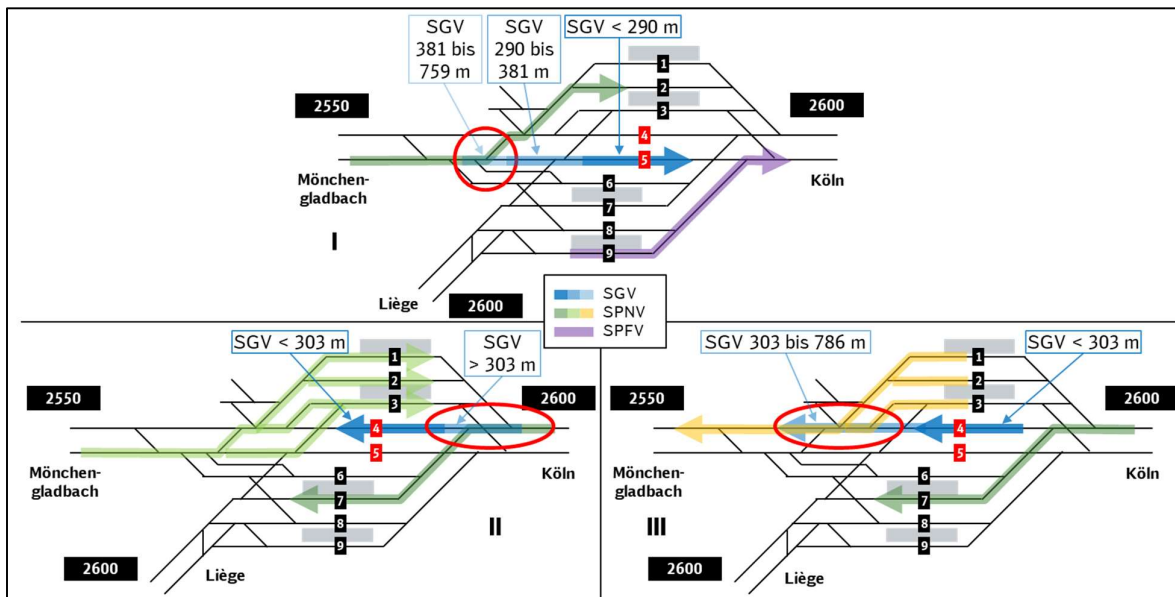 SGV
381 bis
759 m
SGV
290 bis
381 m
SGV < 290 m
1
2
3
4
5
6
7
8
9
2550
2600
Mönchen-
gladbach
Köln
I
Liège
2600
SGV
SPNV
SPFV
SGV < 303 m
SGV
> 303 m
1
2
3
4
5
6
7
8
9
2550
2600
Mönchen-
gladbach
Köln
II
2600
Liège
SGV 303 bis 786 m
SGV < 303 m
1
2
3
4
5
6
7
8
9
2550
2600
Mönchen-
gladbach
Köln
III
2600
Liège